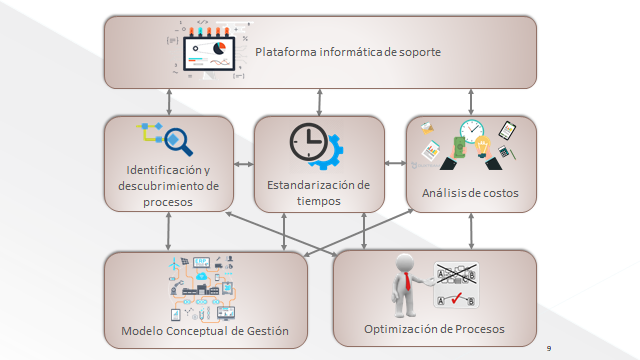 Plataforma informática de soporte
Identificación y
descubrimiento de
procesos
Estandarización de
tiempos
Análisis de costos
Modelo Conceptual de Gestión
Optimización de Procesos
9